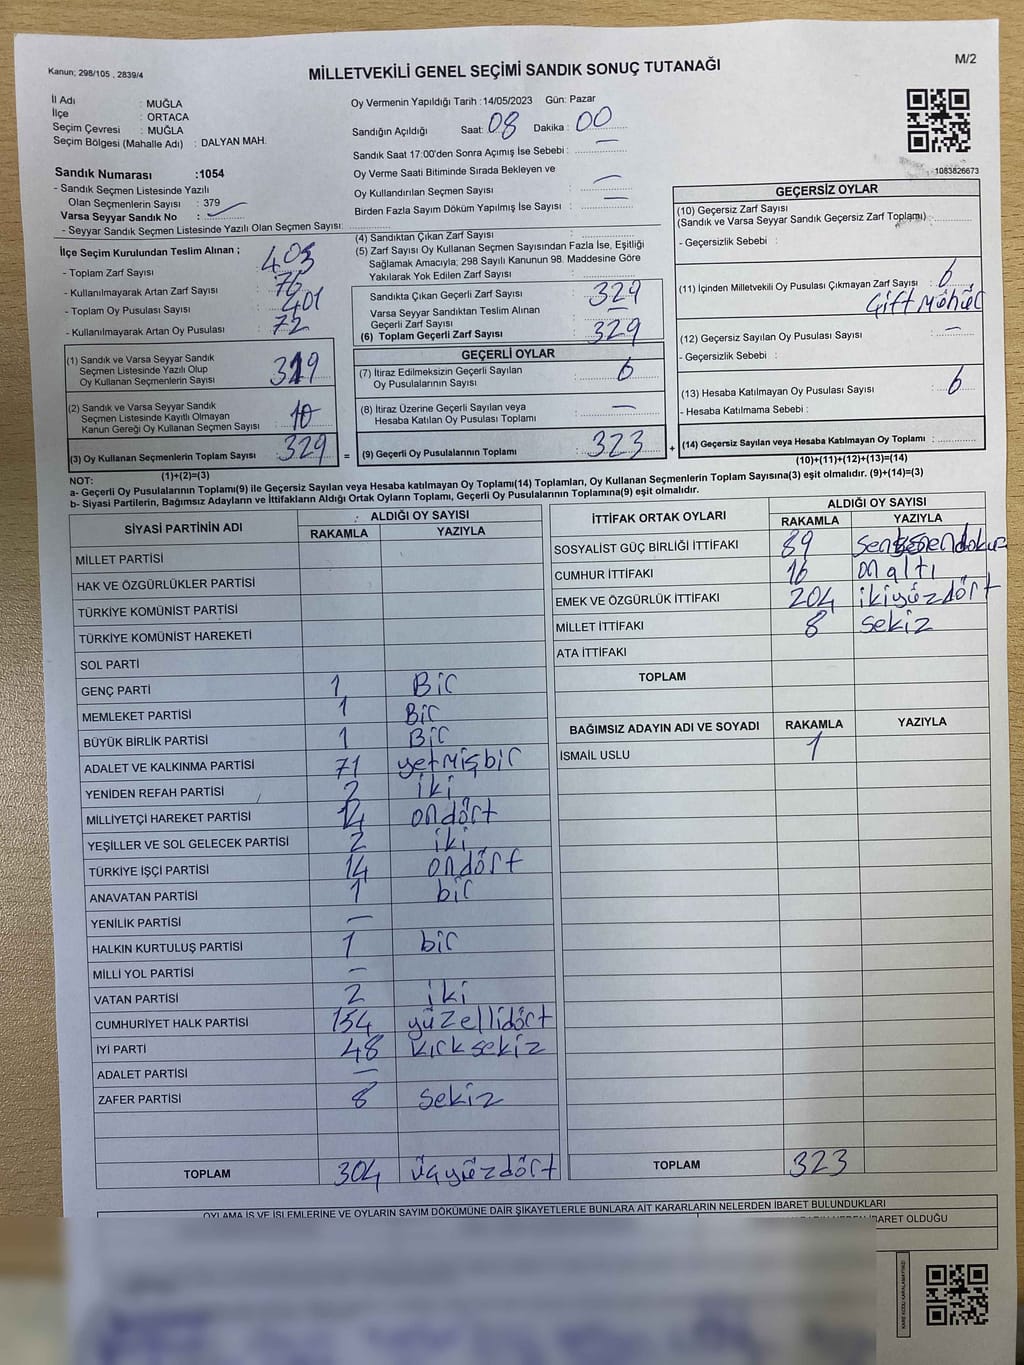 Kanun; 298/105 , 2839/4
MİLLETVEKİLİ GENEL SEÇİMİ SANDIK SONUÇ TUTANAĞI
M/2
İl Adı : MUĞLA
İlçe : ORTACA
Seçim Çevresi : MUĞLA
Seçim Bölgesi (Mahalle Adı) : DALYAN MAH.
Oy Vermenin Yapıldığı Tarih :14/05/2023 Gün: Pazar
Sandığın Açıldığı Saat: 08 Dakika : 00
Sandık Saat 17:00'den Sonra Açımış İse Sebebi : —
Oy Verme Saati Bitiminde Sırada Bekleyen ve
Oy Kullandırılan Seçmen Sayısı : —
Birden Fazla Sayım Döküm Yapılmış İse Sayısı : —
1083826673
Sandık Numarası :1054
- Sandık Seçmen Listesinde Yazılı
Olan Seçmenlerin Sayısı : 379
Varsa Seyyar Sandık No :
- Seyyar Sandık Seçmen Listesinde Yazılı Olan Seçmen Sayısı:
İlçe Seçim Kurulundan Teslim Alınan ;
- Toplam Zarf Sayısı : 405
- Kullanılmayarak Artan Zarf Sayısı : 76
- Toplam Oy Pusulası Sayısı : 401
- Kullanılmayarak Artan Oy Pusulası : 72
(1) Sandık ve Varsa Seyyar Sandık
Seçmen Listesinde Yazılı Olup
Oy Kullanan Seçmenlerin Sayısı : 319
(2) Sandık ve Varsa Seyyar Sandık
Seçmen Listesinde Kayıtlı Olmayan
Kanun Gereği Oy Kullanan Seçmen Sayısı : 10
(3) Oy Kullanan Seçmenlerin Toplam Sayısı : 329
(1)+(2)=(3)
(4) Sandıktan Çıkan Zarf Sayısı :
(5) Zarf Sayısı Oy Kullanan Seçmen Sayısından Fazla İse, Eşitliği
Sağlamak Amacıyla; 298 Sayılı Kanunun 98. Maddesine Göre
Yakılarak Yok Edilen Zarf Sayısı :
Sandıkta Çıkan Geçerli Zarf Sayısı : 329
Varsa Seyyar Sandıktan Teslim Alınan
Geçerli Zarf Sayısı : —
(6) Toplam Geçerli Zarf Sayısı : 329
GEÇERLİ OYLAR
(7) İtiraz Edilmeksizin Geçerli Sayılan
Oy Pusulalarının Sayısı : 6
(8) İtiraz Üzerine Geçerli Sayılan veya
Hesaba Katılan Oy Pusulası Toplamı : —
= (9) Geçerli Oy Pusulalarının Toplamı : 323 +
GEÇERSİZ OYLAR
(10) Geçersiz Zarf Sayısı
(Sandık ve Varsa Seyyar Sandık Geçersiz Zarf Toplamı) :
- Geçersizlik Sebebi :
(11) İçinden Milletvekili Oy Pusulası Çıkmayan Zarf Sayısı : 6
Çift Mühür
(12) Geçersiz Sayılan Oy Pusulası Sayısı : —
- Geçersizlik Sebebi :
(13) Hesaba Katılmayan Oy Pusulası Sayısı : 6
- Hesaba Katılmama Sebebi :
(14) Geçersiz Sayılan veya Hesaba Katılmayan Oy Toplamı :
(10)+(11)+(12)+(13)=(14)
NOT:
a- Geçerli Oy Pusulalarının Toplamı(9) ile Geçersiz Sayılan veya Hesaba katılmayan Oy Toplamı(14) Toplamları, Oy Kullanan Seçmenlerin Toplam Sayısına(3) eşit olmalıdır. (9)+(14)=(3)
b- Siyasi Partilerin, Bağımsız Adayların ve İttifakların Aldığı Ortak Oyların Toplamı, Geçerli Oy Pusulalarının Toplamına(9) eşit olmalıdır.
SİYASİ PARTİNİN ADI ALDIĞI OY SAYISI
RAKAMLA YAZIYLA
MİLLET PARTİSİ
HAK VE ÖZGÜRLÜKLER PARTİSİ
TÜRKİYE KOMÜNİST PARTİSİ
TÜRKİYE KOMÜNİST HAREKETİ
SOL PARTİ
GENÇ PARTİ 1 Bir
MEMLEKET PARTİSİ 1 Bir
BÜYÜK BİRLİK PARTİSİ 1 Bir
ADALET VE KALKINMA PARTİSİ 71 yetmişbir
YENİDEN REFAH PARTİSİ 2 iki
MİLLİYETÇİ HAREKET PARTİSİ 14 ondört
YEŞİLLER VE SOL GELECEK PARTİSİ 2 iki
TÜRKİYE İŞÇİ PARTİSİ 14 ondört
ANAVATAN PARTİSİ 1 bir
YENİLİK PARTİSİ —
HALKIN KURTULUŞ PARTİSİ 1 bir
MİLLİ YOL PARTİSİ —
VATAN PARTİSİ 2 iki
CUMHURİYET HALK PARTİSİ 154 yüzellidört
İYİ PARTİ 48 kırksekiz
ADALET PARTİSİ —
ZAFER PARTİSİ 8 sekiz
TOPLAM 304 üçyüzdört
İTTİFAK ORTAK OYLARI ALDIĞI OY SAYISI
RAKAMLA YAZIYLA
SOSYALİST GÜÇ BİRLİĞİ İTTİFAKI 89
CUMHUR İTTİFAKI 16 on altı
EMEK VE ÖZGÜRLÜK İTTİFAKI 204 ikiyüzdört
MİLLET İTTİFAKI 8 sekiz
ATA İTTİFAKI
TOPLAM
BAĞIMSIZ ADAYIN ADI VE SOYADI RAKAMLA YAZIYLA
İSMAİL USLU 1
TOPLAM 323
OYLAMA İŞ VE İŞLEMLERİNE VE OYLARIN SAYIM DÖKÜMÜNE DAİR ŞİKAYETLERLE BUNLARA AİT KARARLARIN NELERDEN İBARET BULUNDUKLARI
İBARET OLDUĞU
KARE KODU KARALAMAYINIZ!